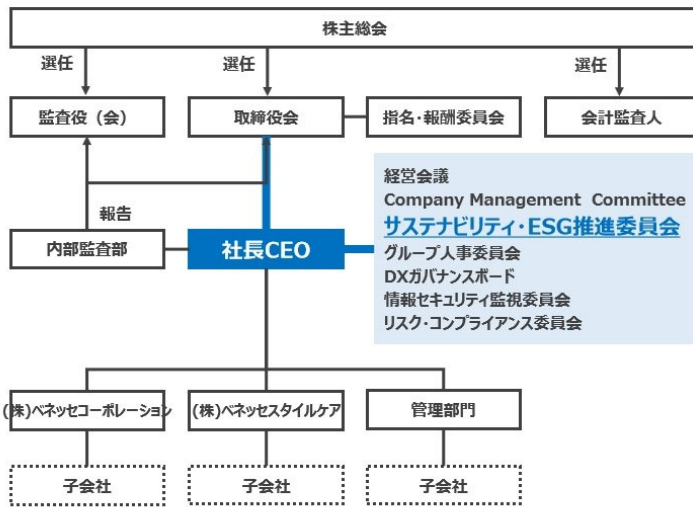 株主総会
選任
選任
選任
監査役（会）
取締役会
指名・報酬委員会
会計監査人
報告
内部監査部
社長CEO
経営会議
Company Management Committee
サステナビリティ・ESG推進委員会
グループ人事委員会
DXガバナンスボード
情報セキュリティ監視委員会
リスク・コンプライアンス委員会
(株)ベネッセコーポレーション
(株)ベネッセスタイルケア
管理部門
子会社
子会社
子会社